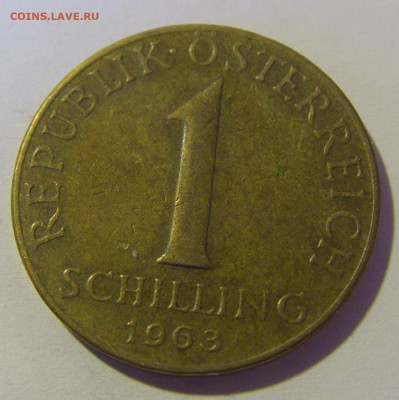 COINS.LAVE.RU
REPUBLIK·ÖSTERREICH
1
SCHILLING
1963